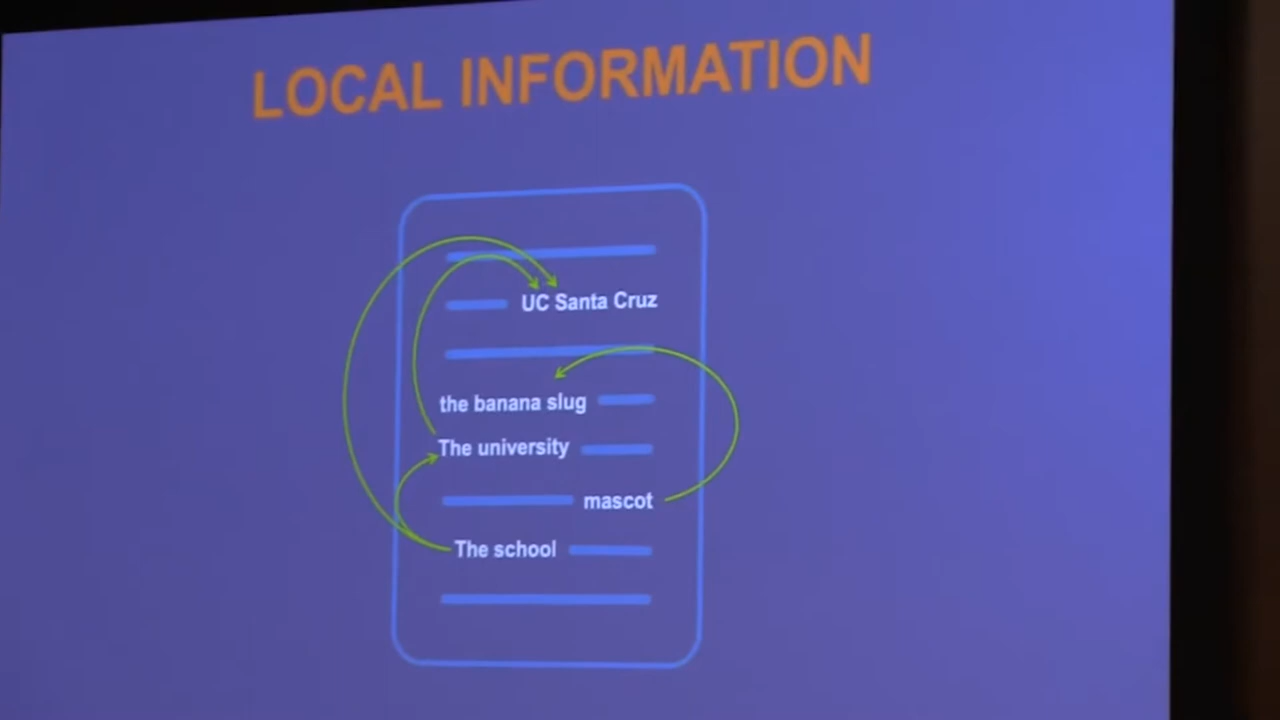 LOCAL INFORMATION
UC Santa Cruz
the banana slug
The university
mascot
The school